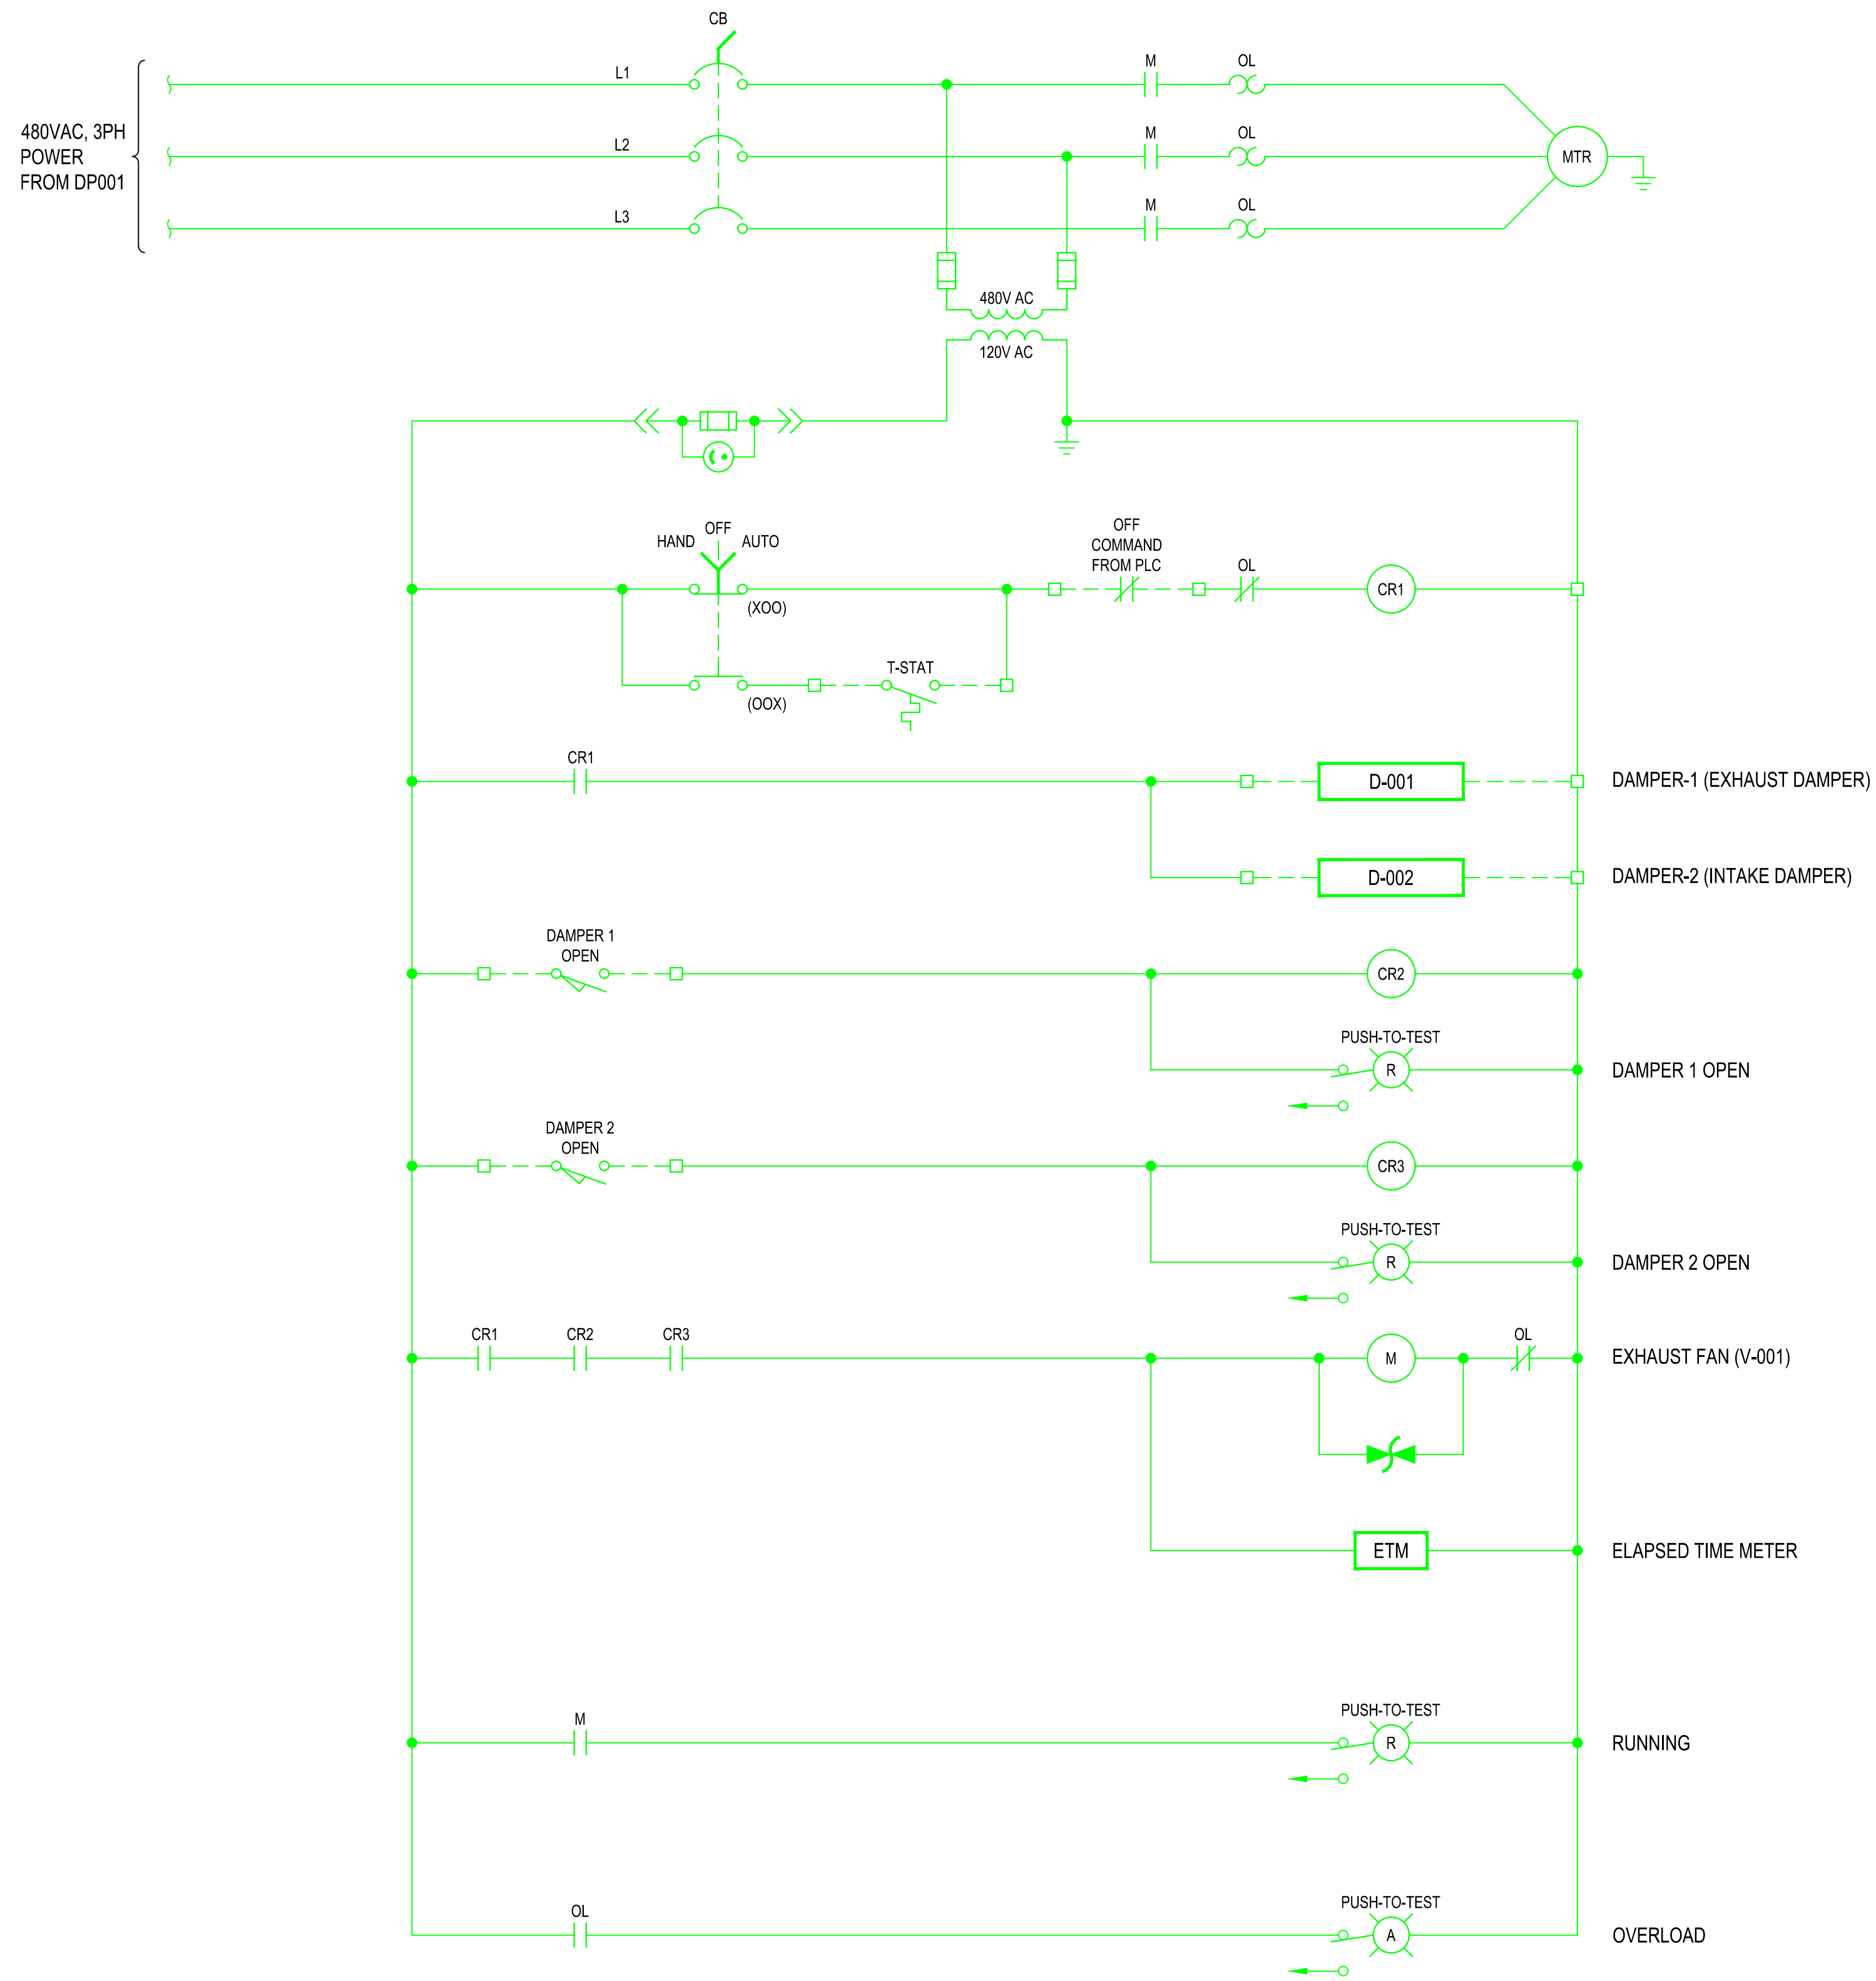 CB
L1
M
OL
480VAC, 3PH
POWER
FROM DP001
L2
M
OL
MTR
L3
M
OL
480V AC
120V AC
HAND
OFF
AUTO
(XOO)
OFF
COMMAND
FROM PLC
OL
CR1
T-STAT
(OOX)
CR1
D-001
DAMPER-1 (EXHAUST DAMPER)
D-002
DAMPER-2 (INTAKE DAMPER)
DAMPER 1
OPEN
CR2
PUSH-TO-TEST
R
DAMPER 1 OPEN
DAMPER 2
OPEN
CR3
PUSH-TO-TEST
R
DAMPER 2 OPEN
CR1
CR2
CR3
M
OL
EXHAUST FAN (V-001)
ETM
ELAPSED TIME METER
M
PUSH-TO-TEST
R
RUNNING
OL
PUSH-TO-TEST
A
OVERLOAD